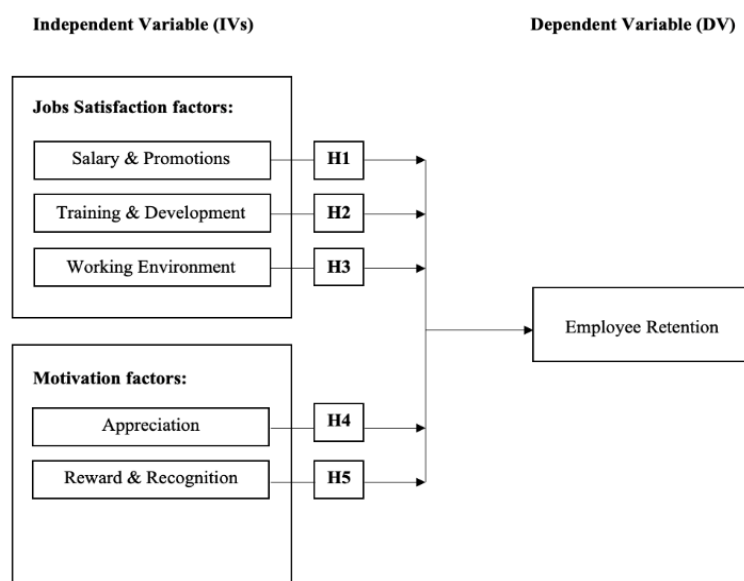 Independent Variable (IVs)
Dependent Variable (DV)
Jobs Satisfaction factors:
Salary & Promotions
H1
Training & Development
H2
Working Environment
H3
Employee Retention
Motivation factors:
Appreciation
H4
Reward & Recognition
H5